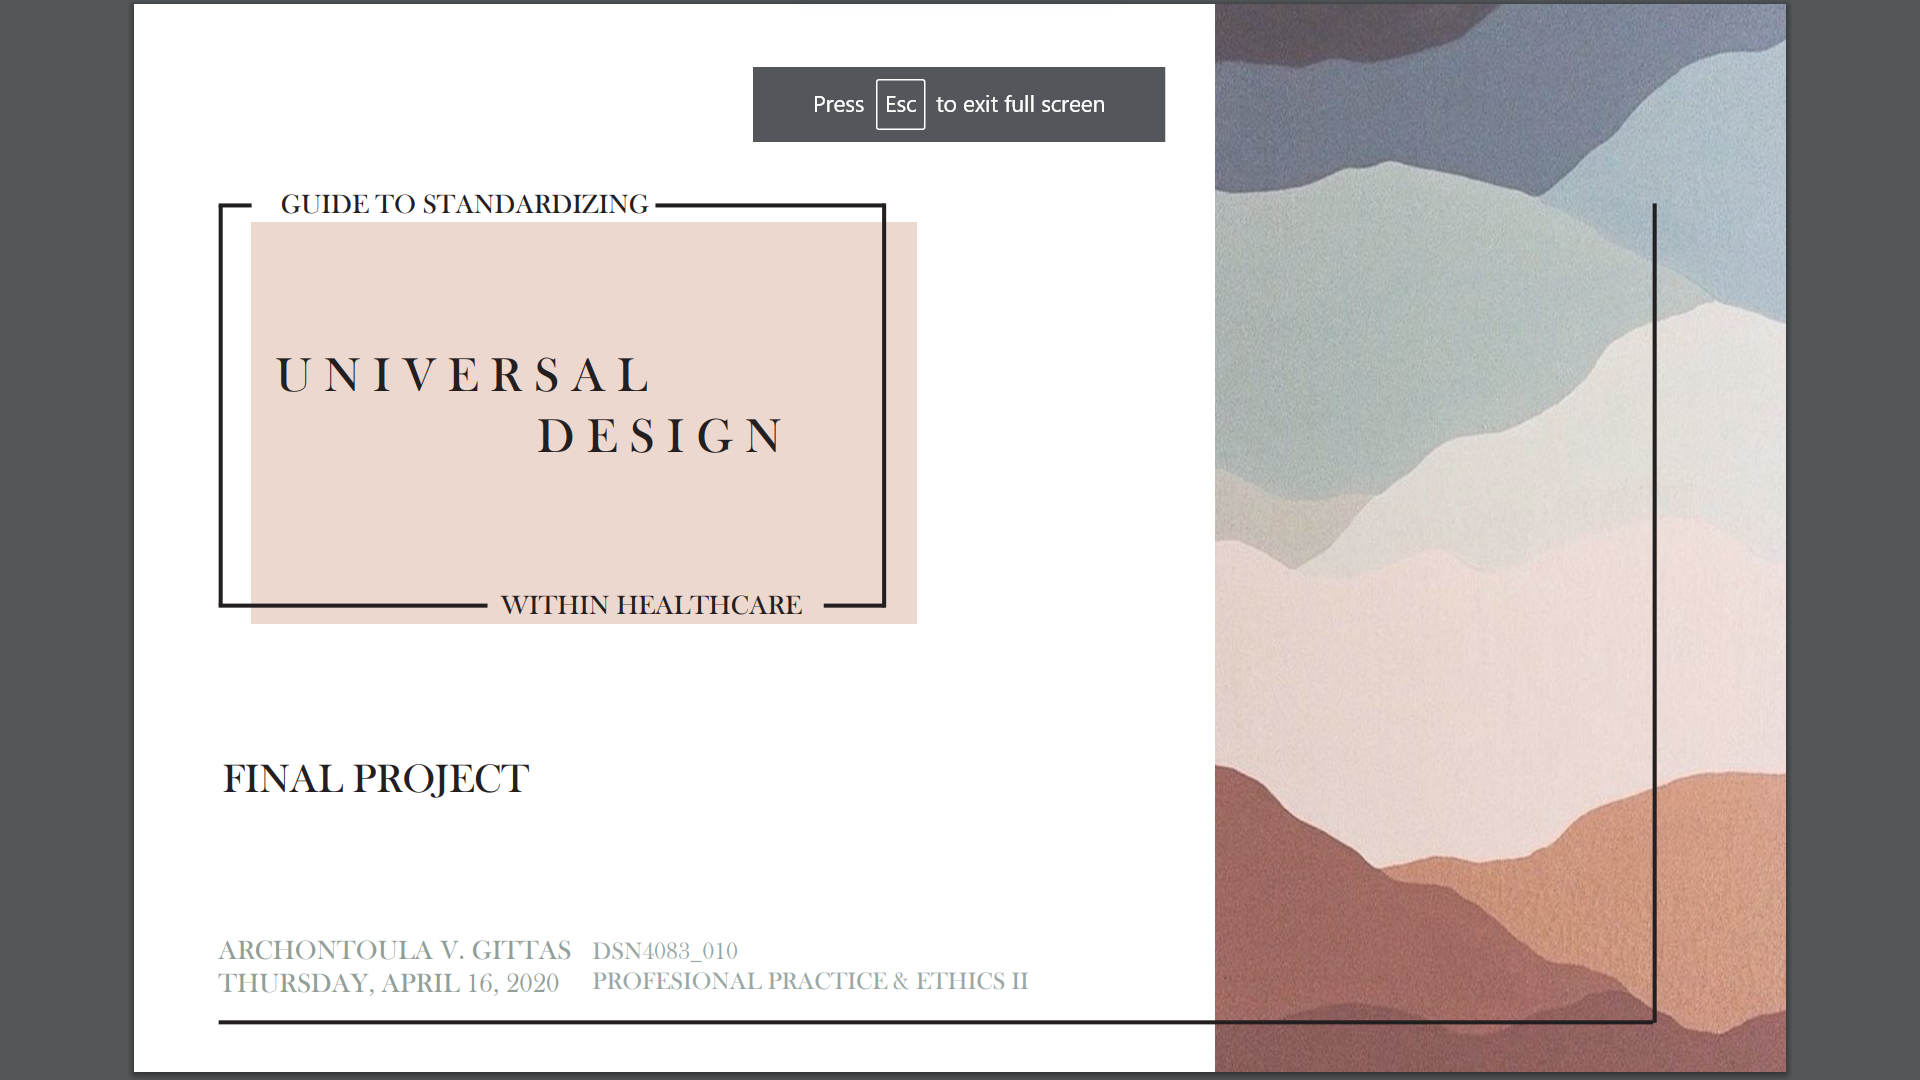 Press Esc to exit full screen
GUIDE TO STANDARDIZING
UNIVERSAL
DESIGN
WITHIN HEALTHCARE
FINAL PROJECT
ARCHONTOULA V. GITTAS
THURSDAY, APRIL 16, 2020
DSN4083_010
PROFESIONAL PRACTICE & ETHICS II